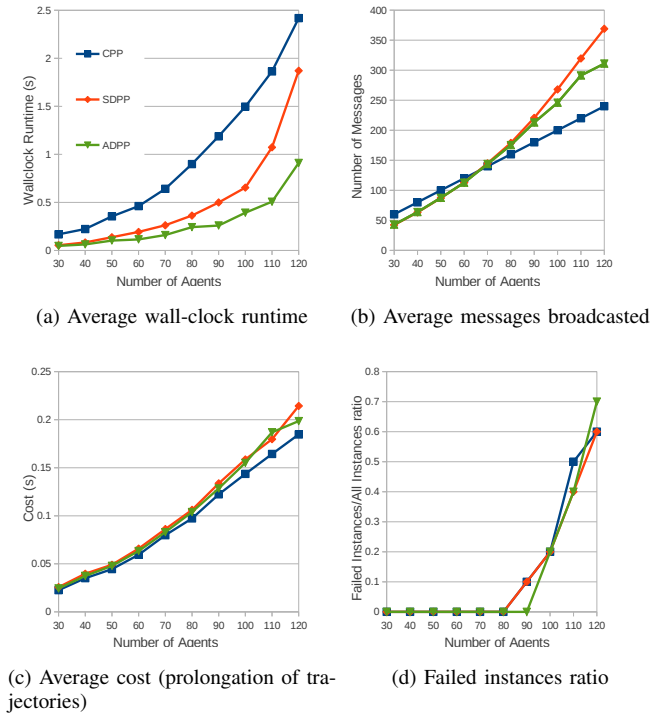 2.5
2
1.5
1
0.5
0
Wallclock Runtime (s)
CPP
SDPP
ADPP
30 40 50 60 70 80 90 100 110 120
Number of Agents
(a) Average wall-clock runtime
400
350
300
250
200
150
100
50
0
Number of Messages
30 40 50 60 70 80 90 100 110 120
Number of Agents
(b) Average messages broadcasted
0.25
0.2
0.15
0.1
0.05
0
Cost (s)
30 40 50 60 70 80 90 100 110 120
Number of Agents
(c) Average cost (prolongation of tra-
jectories)
0.8
0.7
0.6
0.5
0.4
0.3
0.2
0.1
0
Failed Instances/All Instances ratio
30 40 50 60 70 80 90 100 110 120
Number of Agents
(d) Failed instances ratio